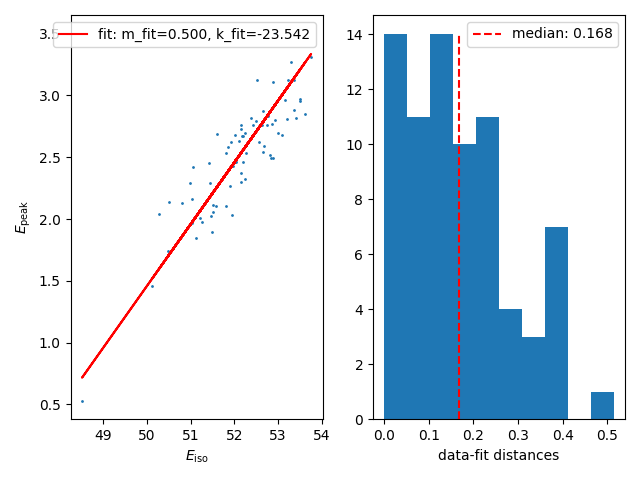 fit: m_fit=0.500, k_fit=-23.542
3.5
3.0
2.5
2.0
1.5
1.0
0.5
E_peak
49 50 51 52 53 54
E_iso
median: 0.168
14
12
10
8
6
4
2
0
0.0 0.1 0.2 0.3 0.4 0.5
data-fit distances